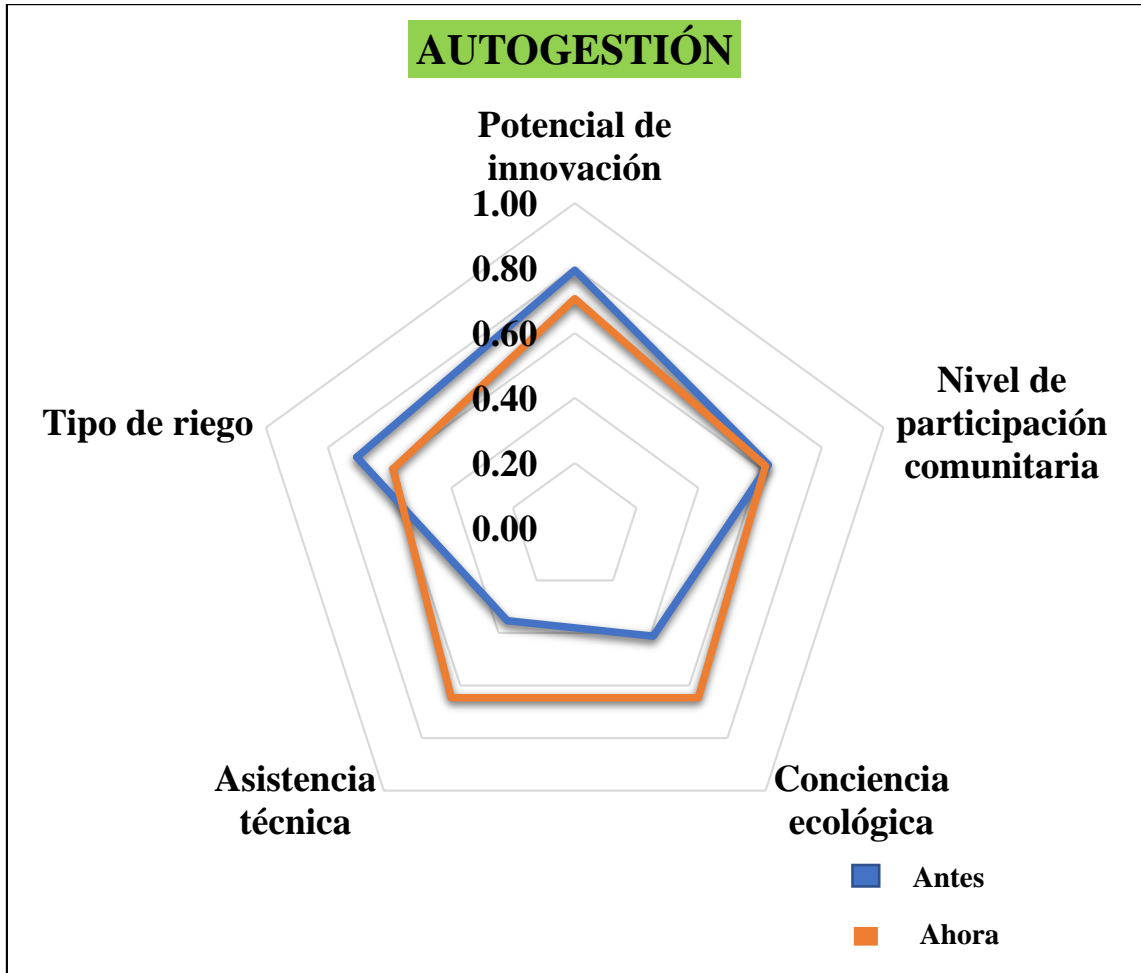 AUTOGESTIÓN
Potencial de
innovación
1.00
0.80
0.60
0.40
0.20
0.00
Nivel de
participación
comunitaria
Tipo de riego
Asistencia
técnica
Conciencia
ecológica
Antes
Ahora